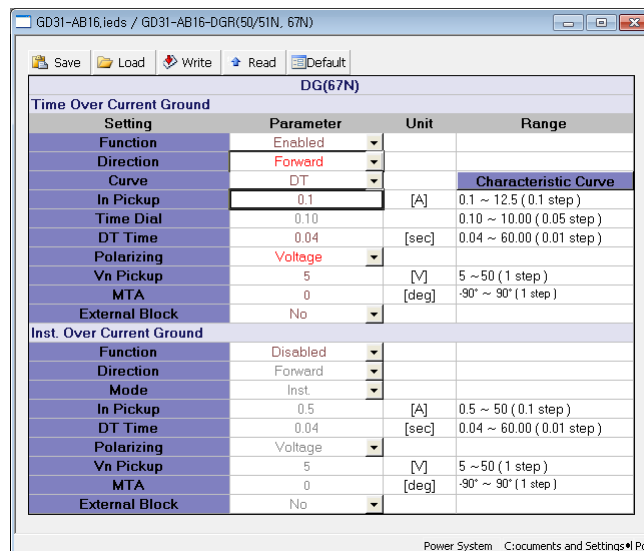 GD31-AB16,ieds / GD31-AB16-DGR(50/51N, 67N)
Save Load Write Read Default
DG(67N)
Time Over Current Ground
Setting Parameter Unit Range
Function Enabled
Direction Forward
Curve DT Characteristic Curve
In Pickup 0.1 [A] 0.1 ~ 12.5 ( 0.1 step )
Time Dial 0.10 0.10 ~ 10.00 ( 0.05 step )
DT Time 0.04 [sec] 0.04 ~ 60.00 ( 0.01 step )
Polarizing Voltage
Vn Pickup 5 [V] 5 ~50 ( 1 step )
MTA 0 [deg] -90° ~ 90° ( 1 step )
External Block No
Inst. Over Current Ground
Function Disabled
Direction Forward
Mode Inst.
In Pickup 0.5 [A] 0.5 ~ 50 ( 0.1 step )
DT Time 0.04 [sec] 0.04 ~ 60.00 ( 0.01 step )
Polarizing Voltage
Vn Pickup 5 [V] 5 ~50 ( 1 step )
MTA 0 [deg] -90° ~ 90° ( 1 step )
External Block No
Power System C:ocuments and Settings